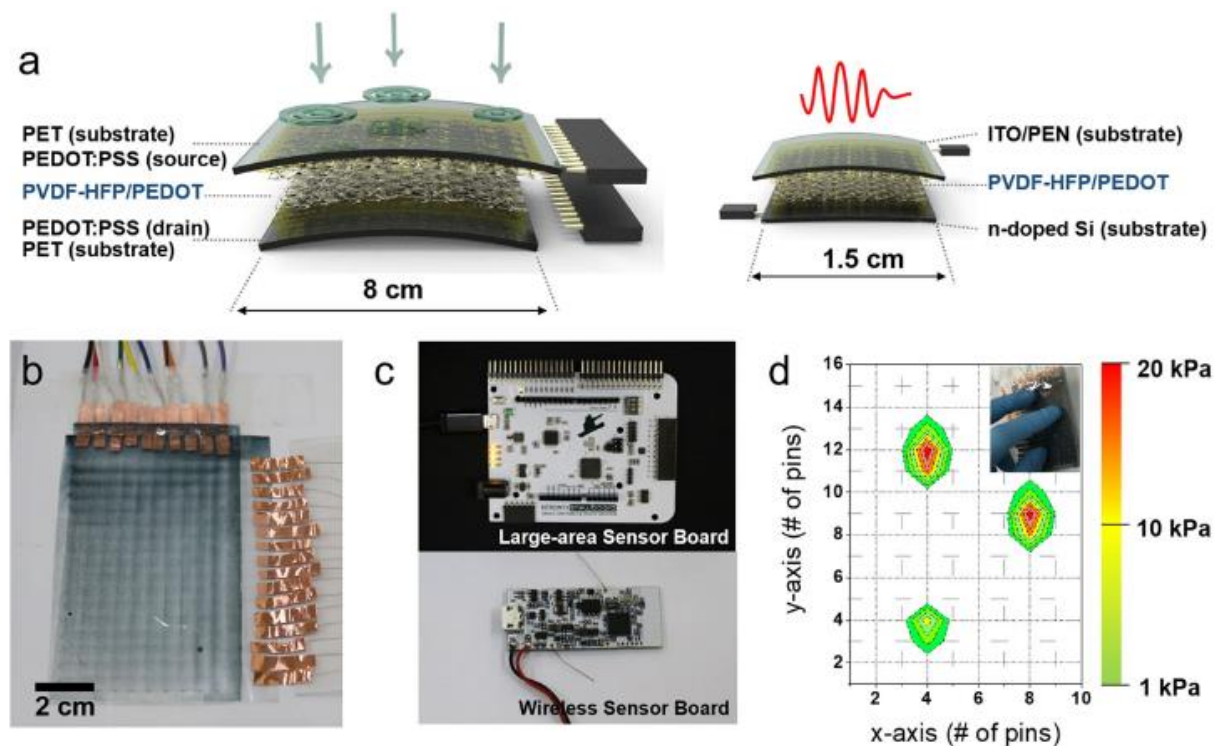 a
PET (substrate)
PEDOT:PSS (source)
PVDF-HFP/PEDOT
PEDOT:PSS (drain)
PET (substrate)
8 cm
ITO/PEN (substrate)
PVDF-HFP/PEDOT
n-doped Si (substrate)
1.5 cm
b
2 cm
c
Large-area Sensor Board
Wireless Sensor Board
d
16
14
12
10
8
6
4
2
2 4 6 8 10
y-axis (# of pins)
x-axis (# of pins)
20 kPa
10 kPa
1 kPa